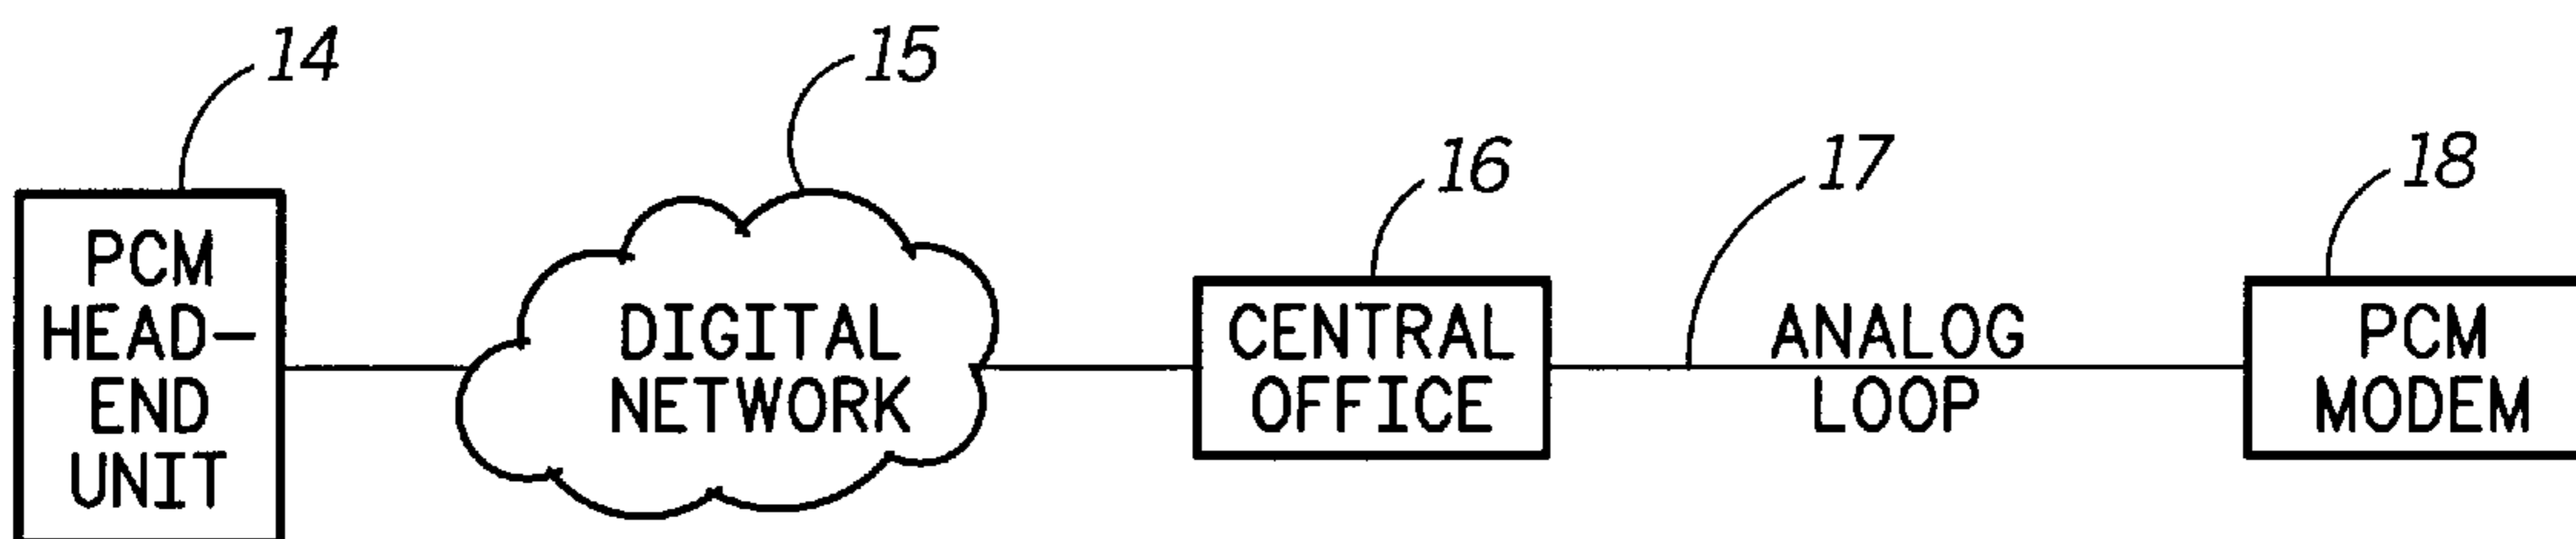 14
15
16
17
18
PCM
HEAD-
END
UNIT
DIGITAL
NETWORK
CENTRAL
OFFICE
ANALOG
LOOP
PCM
MODEM